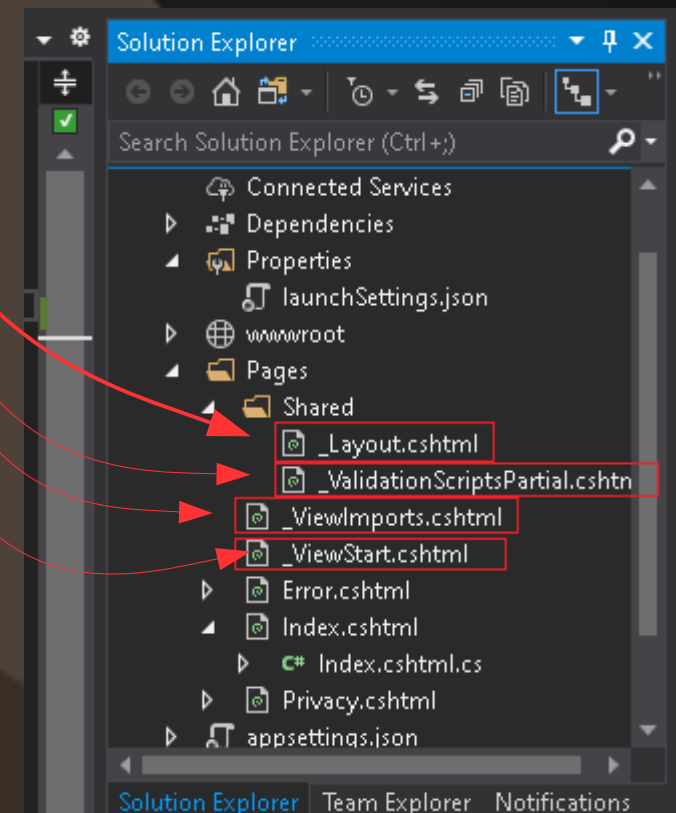 Solution Explorer
Search Solution Explorer (Ctrl+;)
Connected Services
Dependencies
Properties
launchSettings.json
wwwroot
Pages
Shared
_Layout.cshtml
_ValidationScriptsPartial.cshtn
_ViewImports.cshtml
_ViewStart.cshtml
Error.cshtml
Index.cshtml
C# Index.cshtml.cs
Privacy.cshtml
appsettings.json
Solution Explorer Team Explorer Notifications